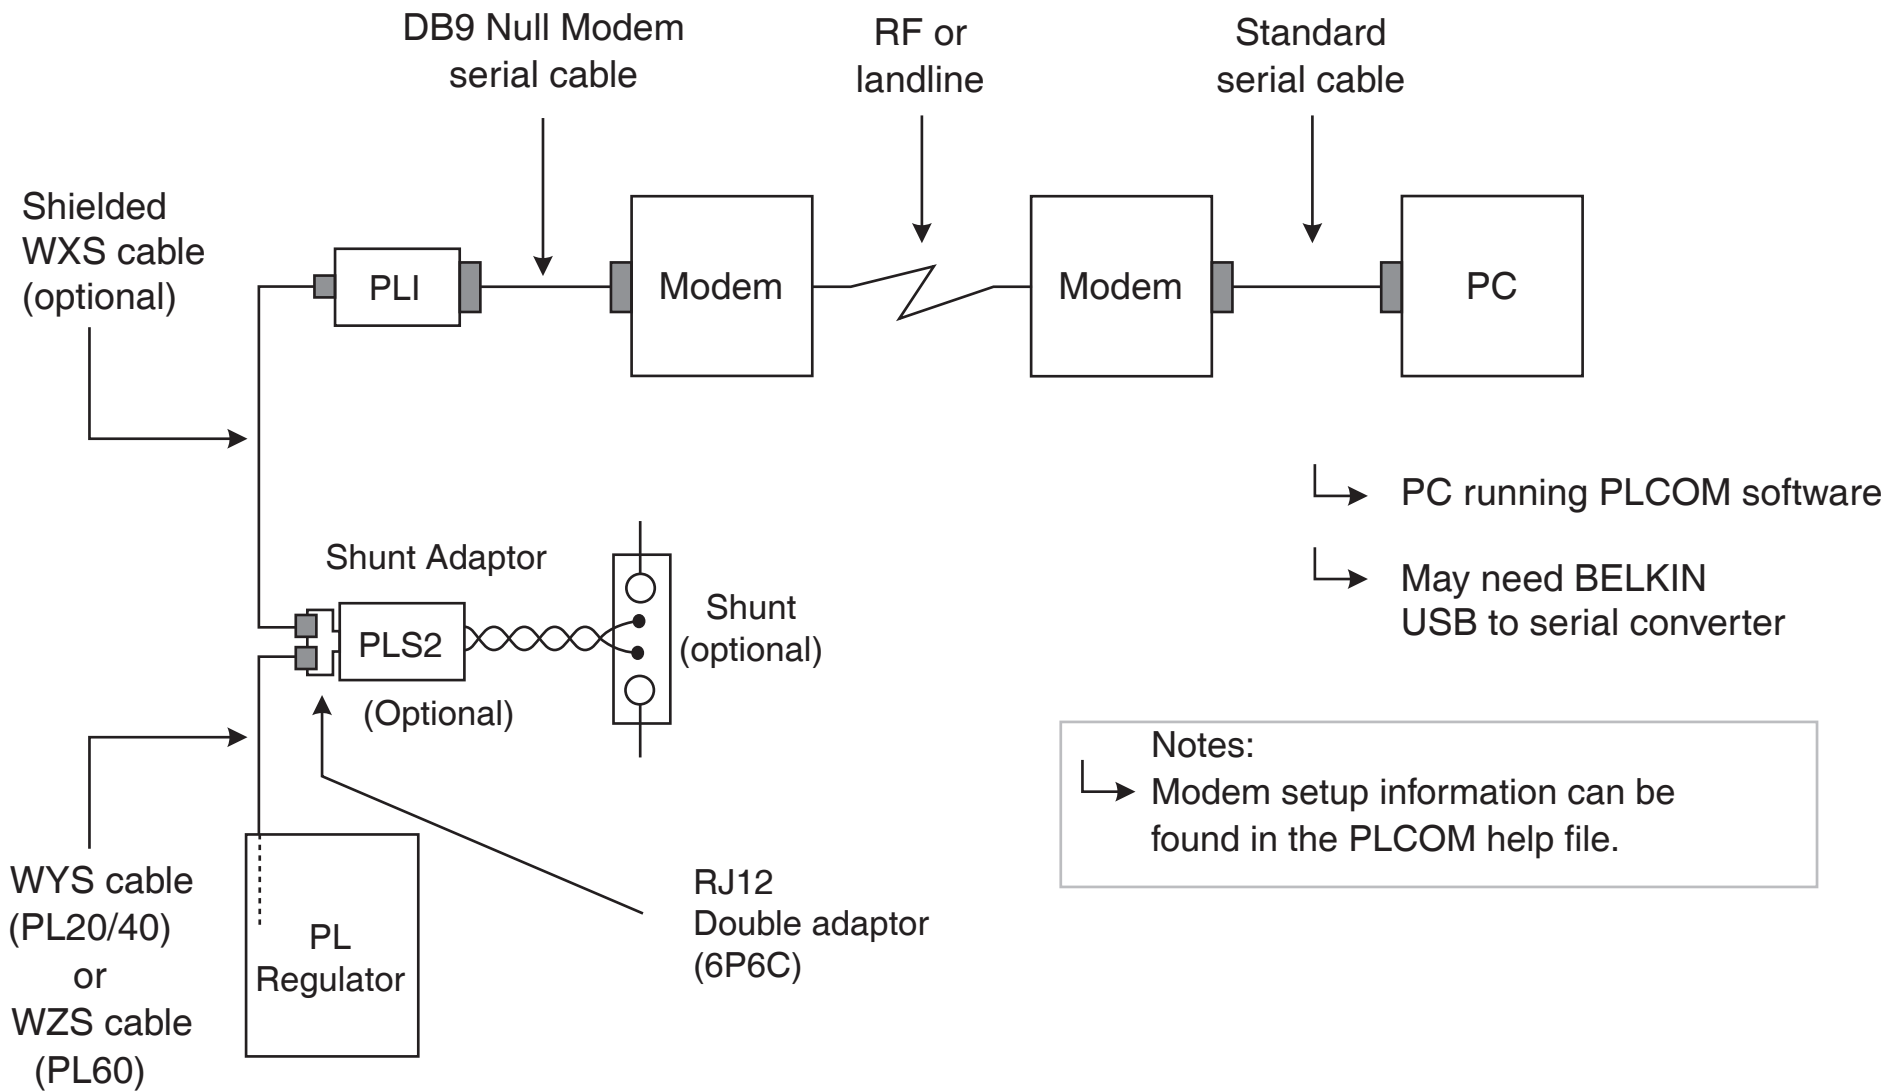 DB9 Null Modem
serial cable
RF or
landline
Standard
serial cable
Shielded
WXS cable
(optional)
PLI
Modem
Modem
PC
PC running PLCOM software
May need BELKIN
USB to serial converter
Shunt Adaptor
PLS2
(Optional)
Shunt
(optional)
Notes:
Modem setup information can be
found in the PLCOM help file.
WYS cable
(PL20/40)
or
WZS cable
(PL60)
PL
Regulator
RJ12
Double adaptor
(6P6C)